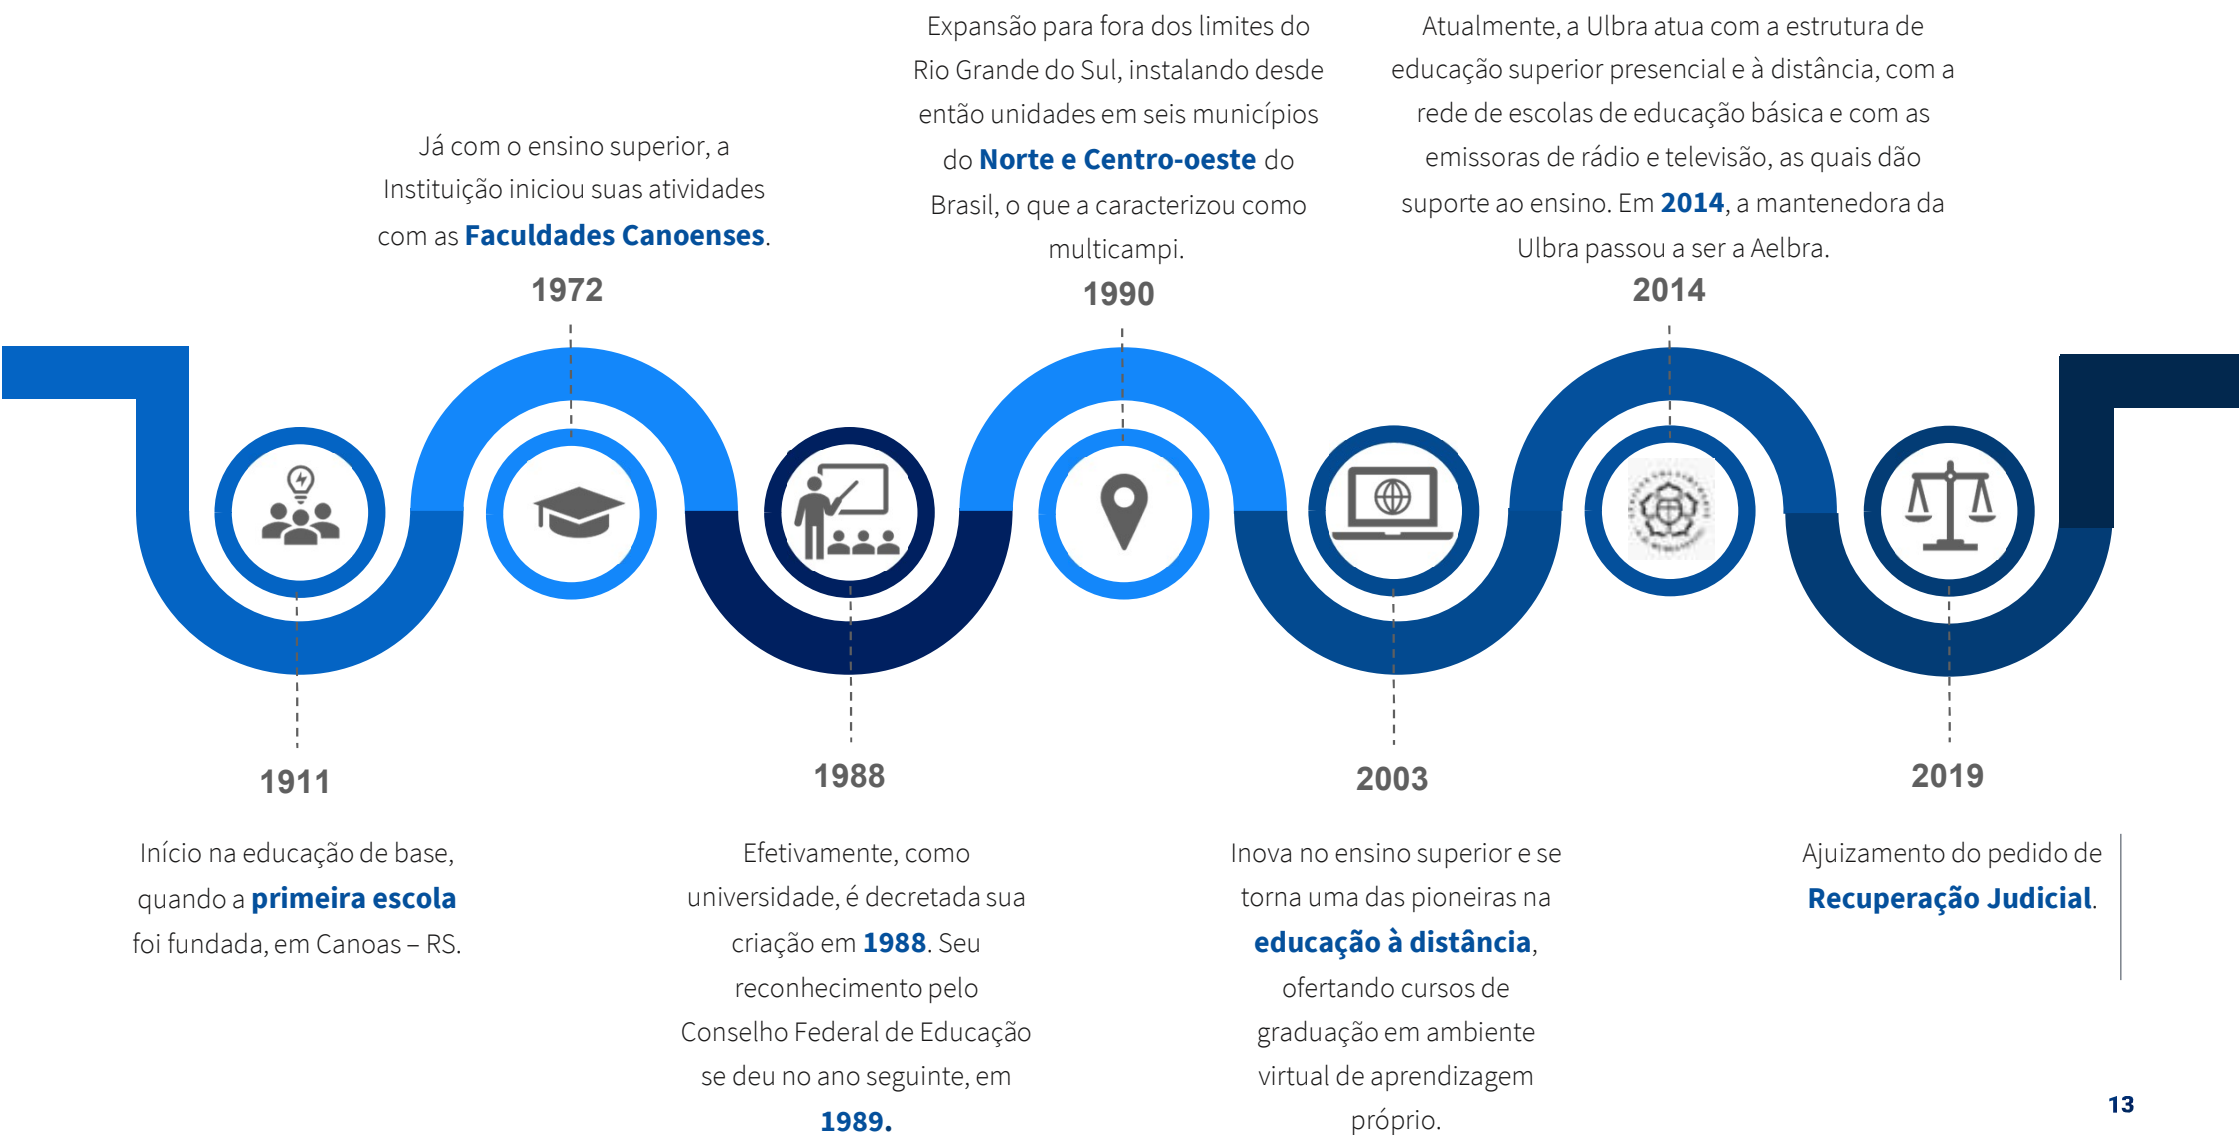 Já com o ensino superior, a
Instituição iniciou suas atividades
com as Faculdades Canoenses.
1972
Expansão para fora dos limites do
Rio Grande do Sul, instalando desde
então unidades em seis municípios
do Norte e Centro-oeste do
Brasil, o que a caracterizou como
multicampi.
1990
Atualmente, a Ulbra atua com a estrutura de
educação superior presencial e à distância, com a
rede de escolas de educação básica e com as
emissoras de rádio e televisão, as quais dão
suporte ao ensino. Em 2014, a mantenedora da
Ulbra passou a ser a Aelbra.
2014
1911
Início na educação de base,
quando a primeira escola
foi fundada, em Canoas – RS.
1988
Efetivamente, como
universidade, é decretada sua
criação em 1988. Seu
reconhecimento pelo
Conselho Federal de Educação
se deu no ano seguinte, em
1989.
2003
Inova no ensino superior e se
torna uma das pioneiras na
educação à distância,
ofertando cursos de
graduação em ambiente
virtual de aprendizagem
próprio.
2019
Ajuizamento do pedido de
Recuperação Judicial.
13